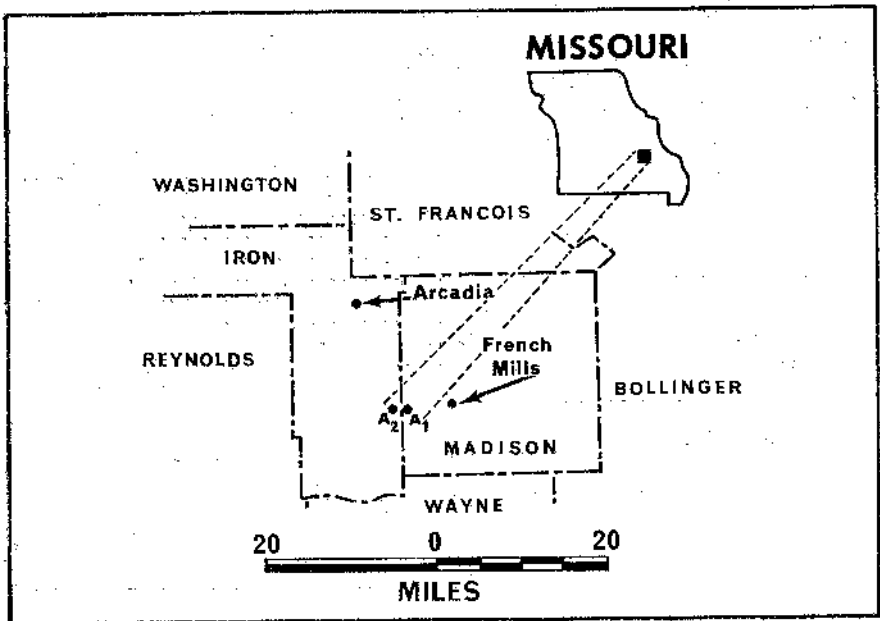 MISSOURI
WASHINGTON
ST. FRANCOIS
IRON
Arcadia
REYNOLDS
French
Mills
BOLLINGER
A2 A1
MADISON
WAYNE
20 0 20
MILES